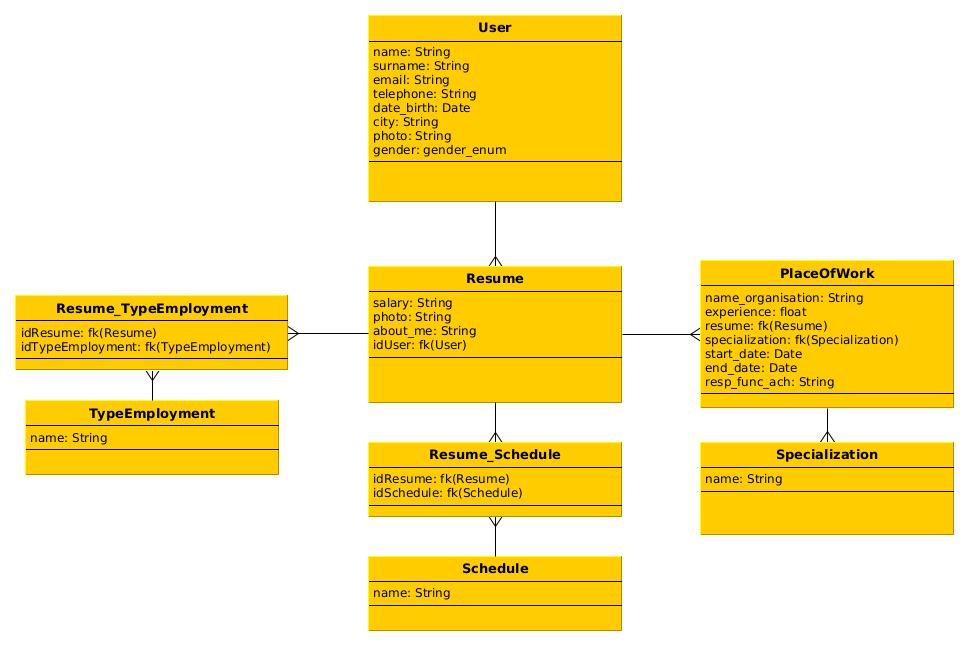 User
name: String
surname: String
email: String
telephone: String
date_birth: Date
city: String
photo: String
gender: gender_enum
Resume
salary: String
photo: String
about_me: String
idUser: fk(User)
PlaceOfWork
name_organisation: String
experience: float
resume: fk(Resume)
specialization: fk(Specialization)
start_date: Date
end_date: Date
resp_func_ach: String
Resume_TypeEmployment
idResume: fk(Resume)
idTypeEmployment: fk(TypeEmployment)
TypeEmployment
name: String
Resume_Schedule
idResume: fk(Resume)
idSchedule: fk(Schedule)
Specialization
name: String
Schedule
name: String